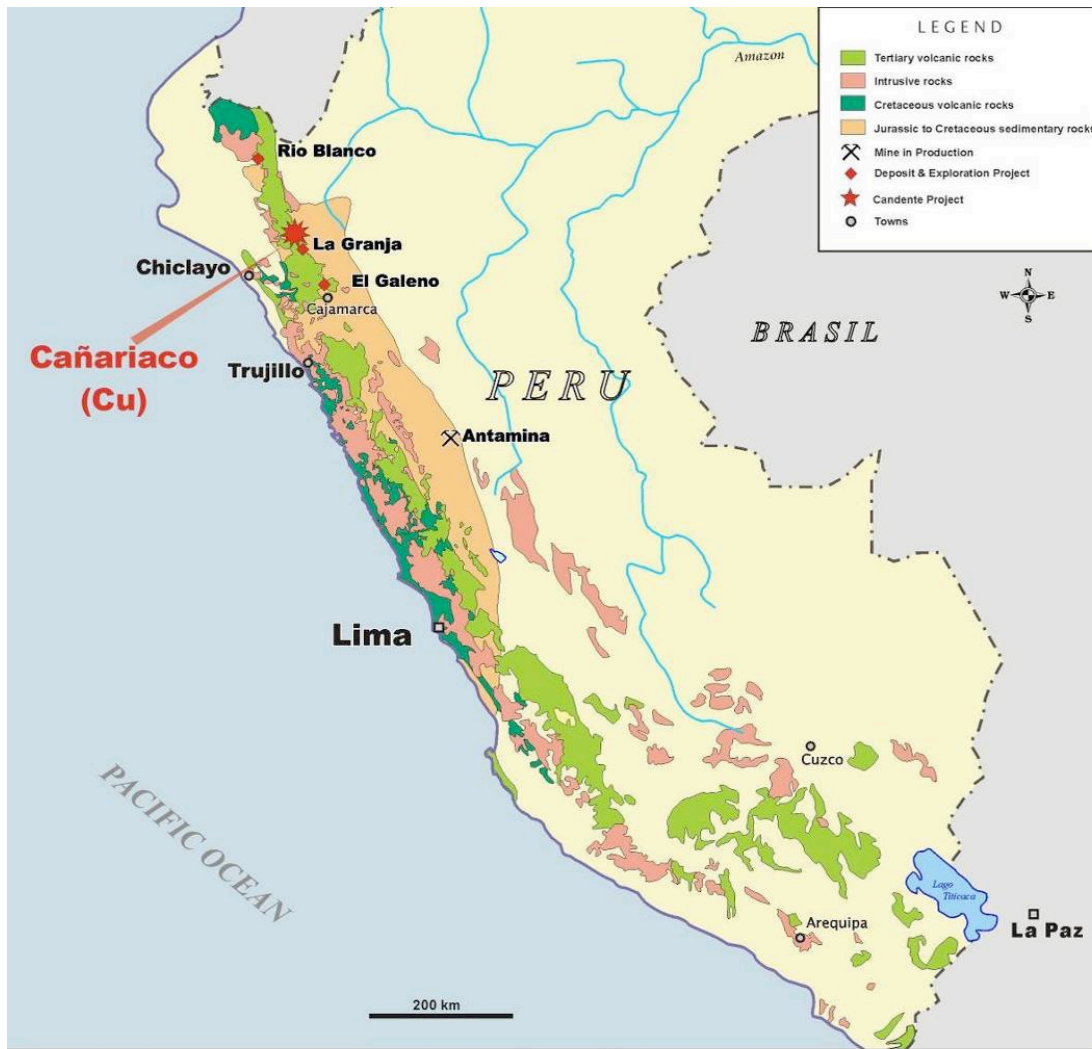 LEGEND
Tertiary volcanic rocks
Intrusive rocks
Cretaceous volcanic rocks
Jurassic to Cretaceous sedimentary rocks
Mine in Production
Deposit & Exploration Project
Candente Project
Towns
Amazon
Rio Blanco
La Granja
Chiclayo
El Galeno
Cajamarca
N
W E
S
BRASIL
Cañariaco
(Cu)
Trujillo
PERU
Antamina
Lima
Cuzco
PACIFIC OCEAN
Lago
Titicaca
Arequipa
La Paz
200 km